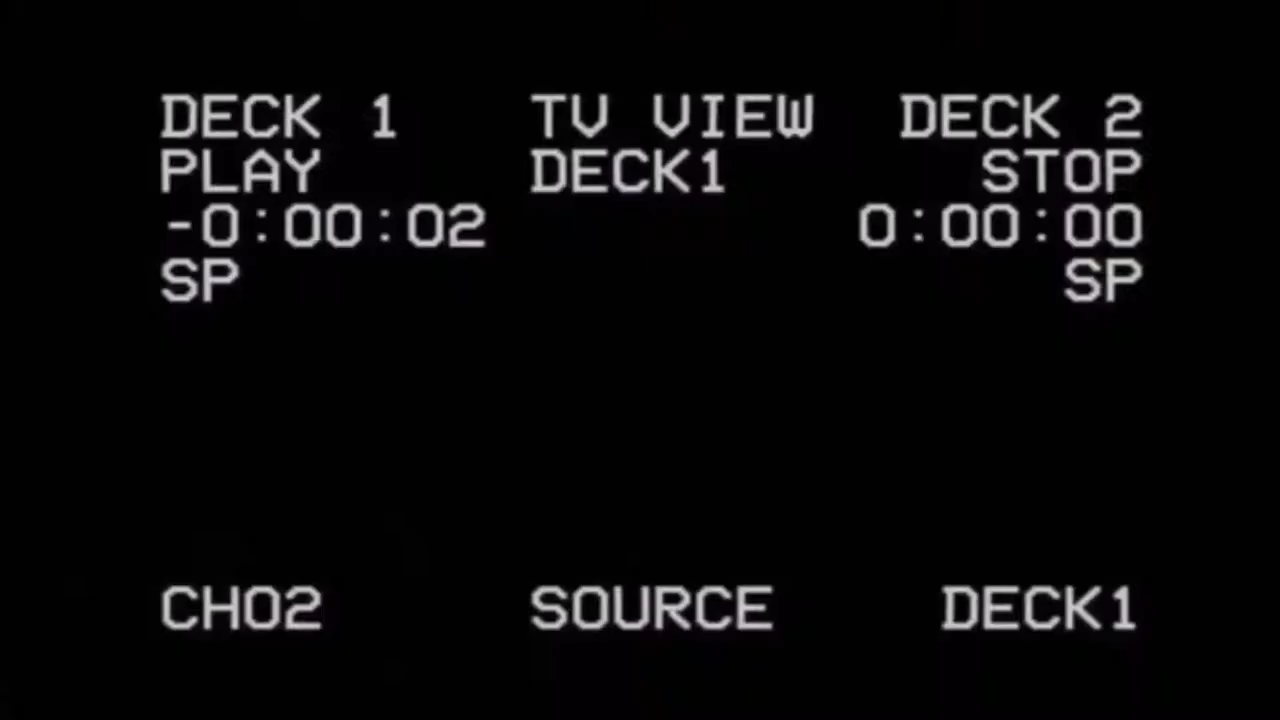 DECK 1 TV VIEW DECK 2
PLAY DECK1 STOP
-0:00:02 0:00:00
SP SP
CH02 SOURCE DECK1